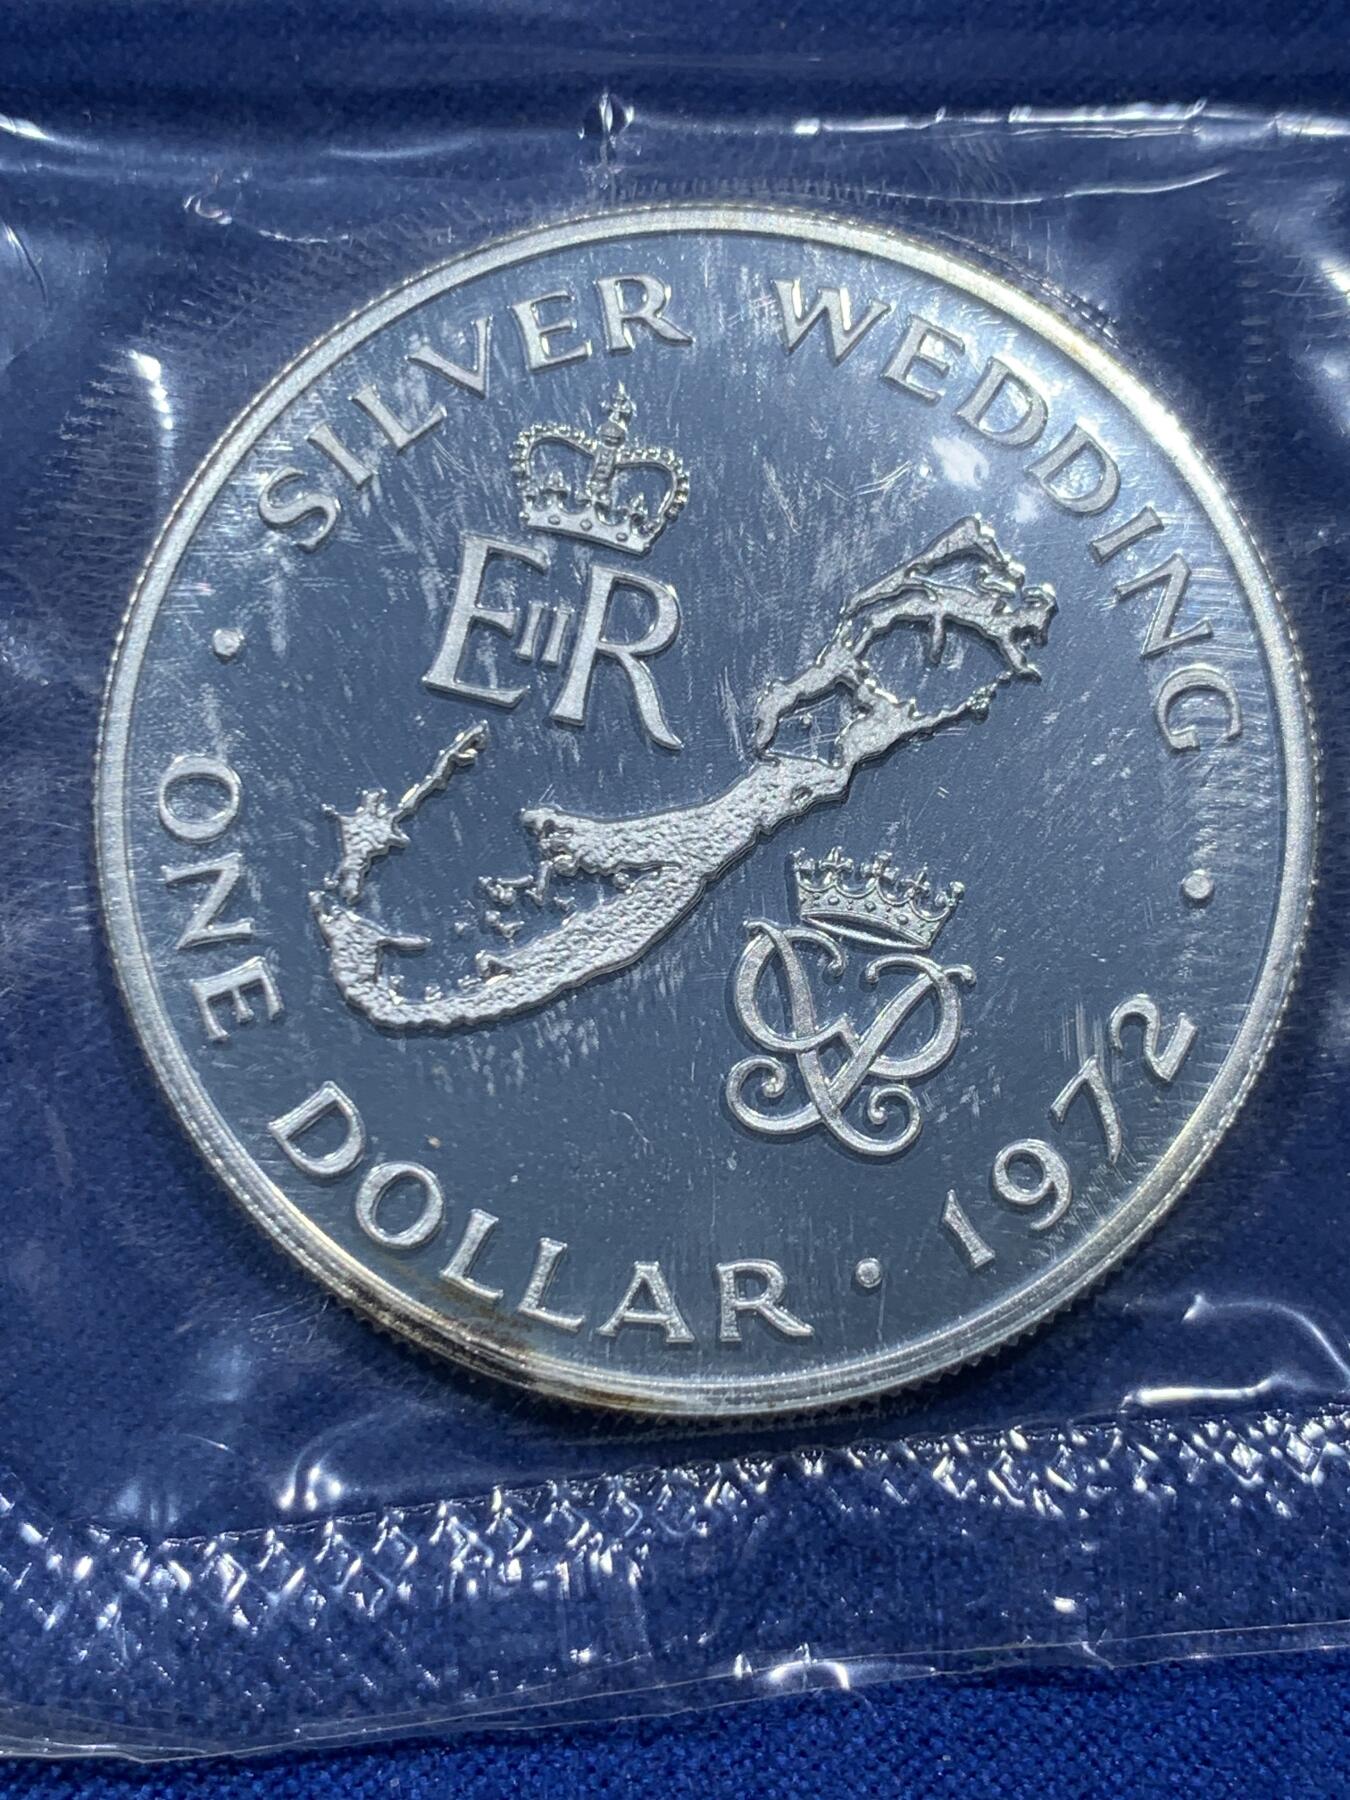 SILVER WEDDING
EIIR
P
ONE DOLLAR · 1972